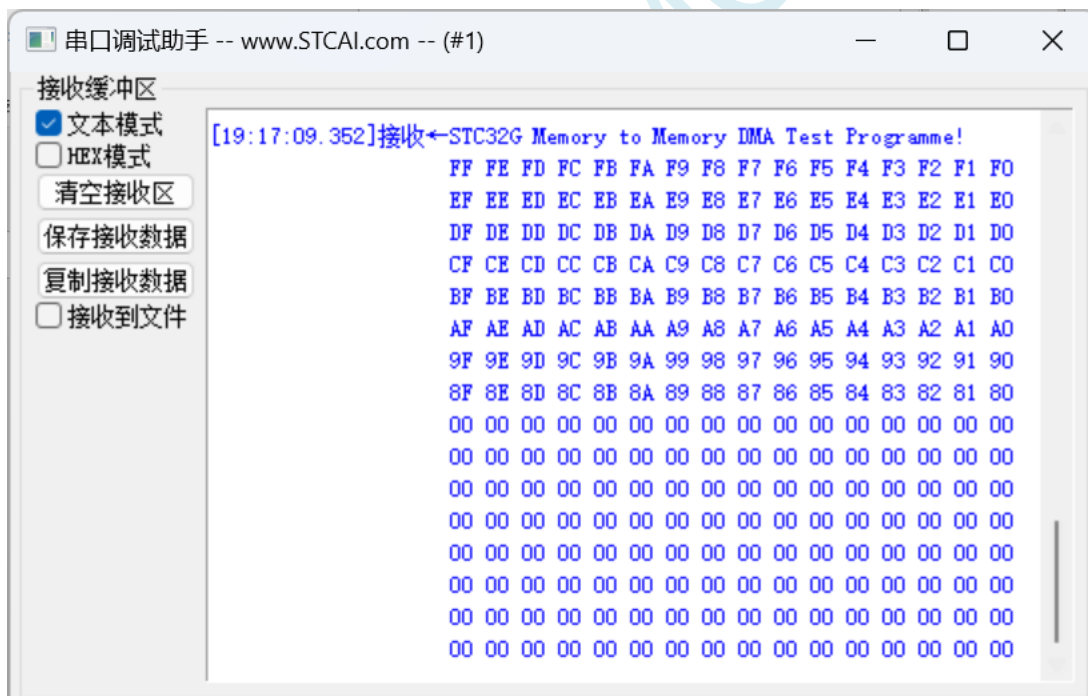 串口调试助手 -- www.STCAI.com -- (#1)
接收缓冲区
文本模式
HEX模式
清空接收区
保存接收数据
复制接收数据
接收到文件
[19:17:09.352]接收←STC32G Memory to Memory DMA Test Programme!
FF FE FD FC FB FA F9 F8 F7 F6 F5 F4 F3 F2 F1 F0
EF EE ED EC EB EA E9 E8 E7 E6 E5 E4 E3 E2 E1 E0
DF DE DD DC DB DA D9 D8 D7 D6 D5 D4 D3 D2 D1 D0
CF CE CD CC CB CA C9 C8 C7 C6 C5 C4 C3 C2 C1 C0
BF BE BD BC BB BA B9 B8 B7 B6 B5 B4 B3 B2 B1 B0
AF AE AD AC AB AA A9 A8 A7 A6 A5 A4 A3 A2 A1 A0
9F 9E 9D 9C 9B 9A 99 98 97 96 95 94 93 92 91 90
8F 8E 8D 8C 8B 8A 89 88 87 86 85 84 83 82 81 80
00 00 00 00 00 00 00 00 00 00 00 00 00 00 00 00
00 00 00 00 00 00 00 00 00 00 00 00 00 00 00 00
00 00 00 00 00 00 00 00 00 00 00 00 00 00 00 00
00 00 00 00 00 00 00 00 00 00 00 00 00 00 00 00
00 00 00 00 00 00 00 00 00 00 00 00 00 00 00 00
00 00 00 00 00 00 00 00 00 00 00 00 00 00 00 00
00 00 00 00 00 00 00 00 00 00 00 00 00 00 00 00
00 00 00 00 00 00 00 00 00 00 00 00 00 00 00 00